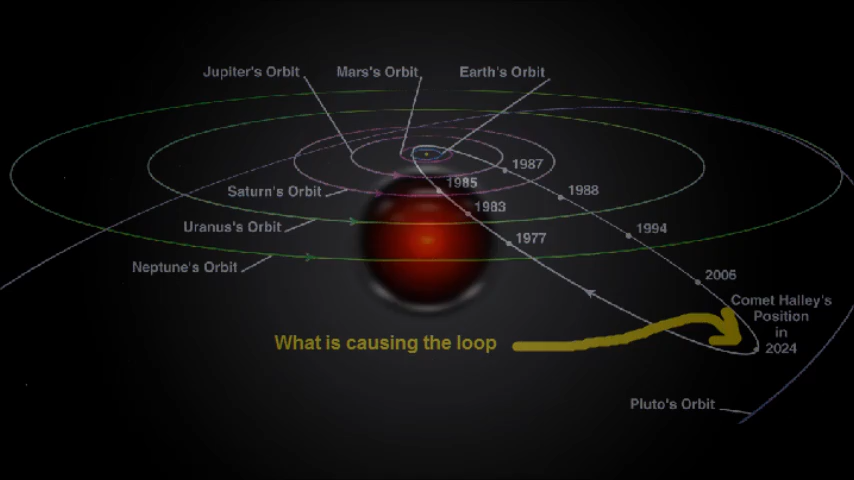 Jupiter's Orbit
Mars's Orbit
Earth's Orbit
1987
1985
1988
Saturn's Orbit
1983
Uranus's Orbit
1994
1977
Neptune's Orbit
2005
Comet Halley's
Position
in
2024
What is causing the loop
Pluto's Orbit